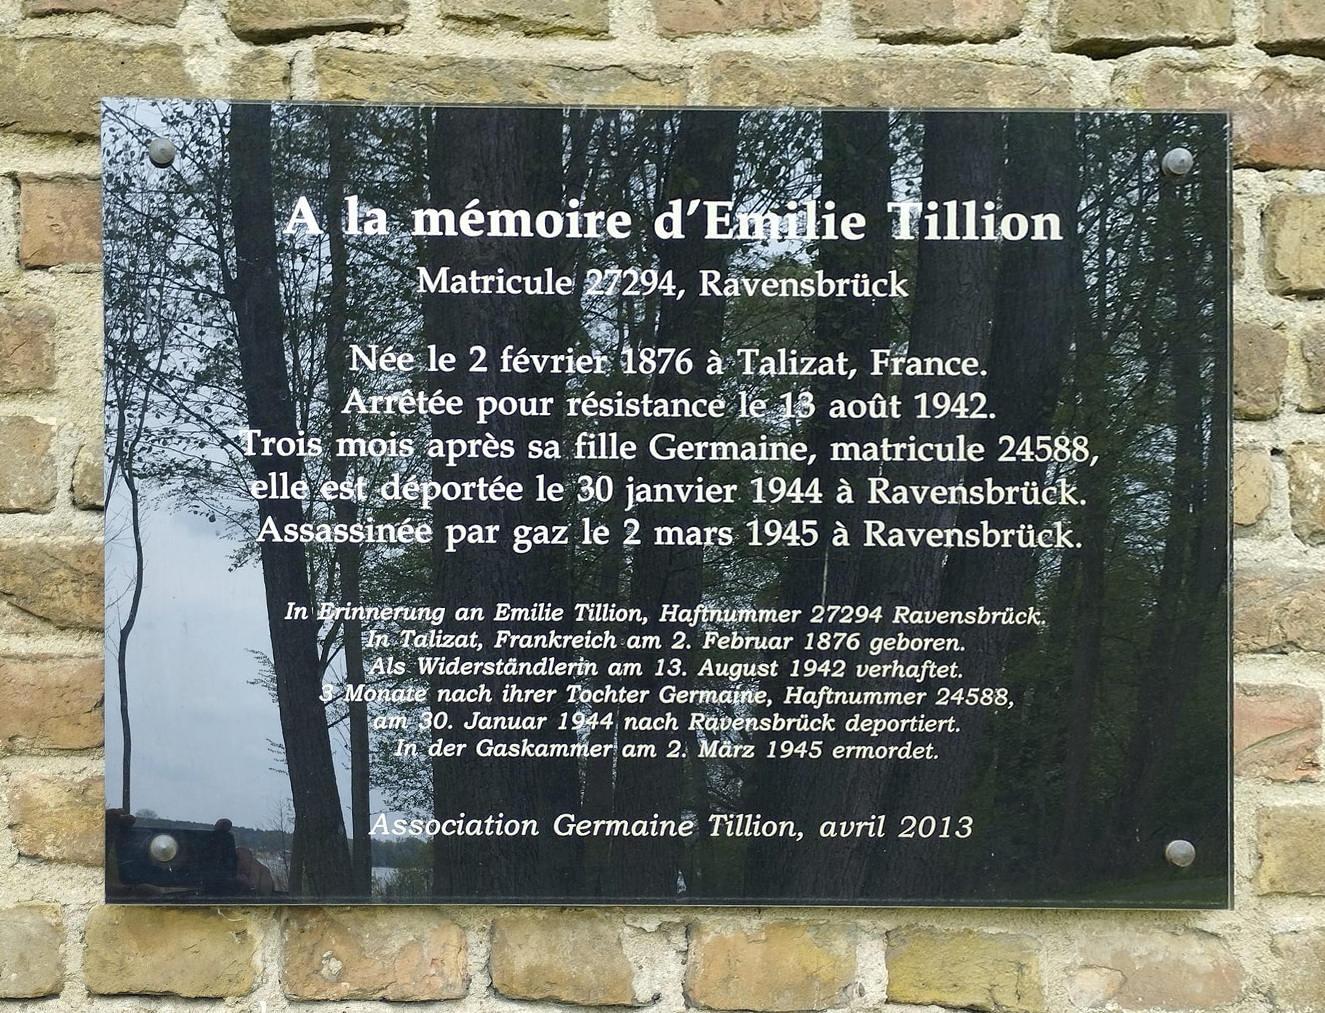 A la mémoire d'Emilie Tillion
Matricule 27294, Ravensbrück
Née le 2 février 1876 à Talizat, France.
Arrêtée pour résistance le 13 août 1942.
Trois mois après sa fille Germaine, matricule 24588,
elle est déportée le 30 janvier 1944 à Ravensbrück.
Assassinée par gaz le 2 mars 1945 à Ravensbrück.
In Erinnerung an Emilie Tillion, Haftnummer 27294 Ravensbrück.
In Talizat, Frankreich am 2. Februar 1876 geboren.
Als Widerständlerin am 13. August 1942 verhaftet.
3 Monate nach ihrer Tochter Germaine, Haftnummer 24588,
am 30. Januar 1944 nach Ravensbrück deportiert.
In der Gaskammer am 2. März 1945 ermordet.
Association Germaine Tillion, avril 2013